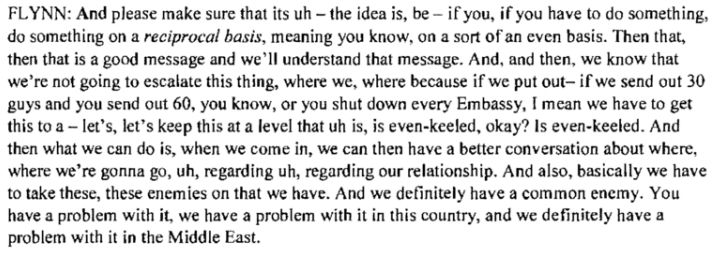 FLYNN: And please make sure that its uh – the idea is, be – if you, if you have to do something,
do something on a reciprocal basis, meaning you know, on a sort of an even basis. Then that,
then that is a good message and we'll understand that message. And, and then, we know that
we're not going to escalate this thing, where we, where because if we put out– if we send out 30
guys and you send out 60, you know, or you shut down every Embassy, I mean we have to get
this to a – let's, let's keep this at a level that uh is, is even-keeled, okay? Is even-keeled. And
then what we can do is, when we come in, we can then have a better conversation about where,
where we're gonna go, uh, regarding uh, regarding our relationship. And also, basically we have
to take these, these enemies on that we have. And we definitely have a common enemy. You
have a problem with it, we have a problem with it in this country, and we definitely have a
problem with it in the Middle East.